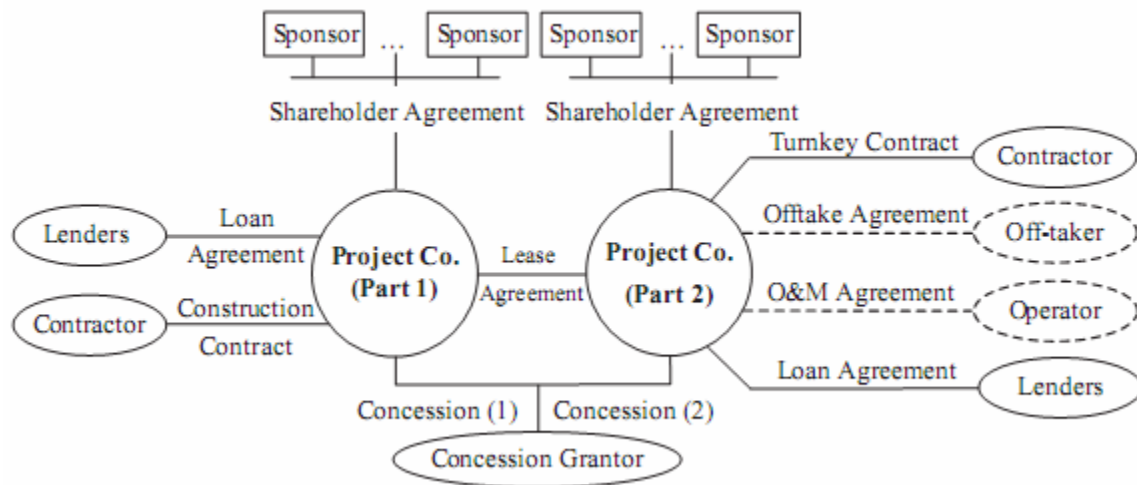 Sponsor ... Sponsor Sponsor ... Sponsor
Shareholder Agreement Shareholder Agreement
Turnkey Contract
Contractor
Lenders
Loan
Agreement
Project Co.
(Part 1)
Lease
Agreement
Project Co.
(Part 2)
Offtake Agreement
Off-taker
Contractor
Construction
Contract
O&M Agreement
Operator
Loan Agreement
Lenders
Concession (1) Concession (2)
Concession Grantor